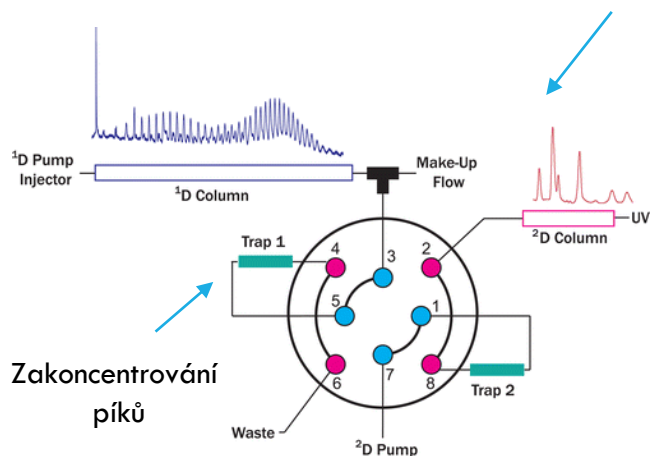 ¹D Pump
Injector
¹D Column
Make-Up
Flow
²D Column
UV
Trap 1
4
3
2
5
1
6
7
8
Trap 2
Zakoncentrování
píků
Waste
²D Pump